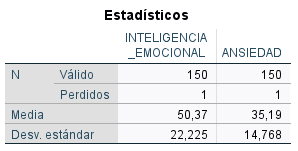 Estadísticos
INTELIGENCIA
_EMOCIONAL ANSIEDAD
N Válido 150 150
Perdidos 1 1
Media 50,37 35,19
Desv. estándar 22,225 14,768